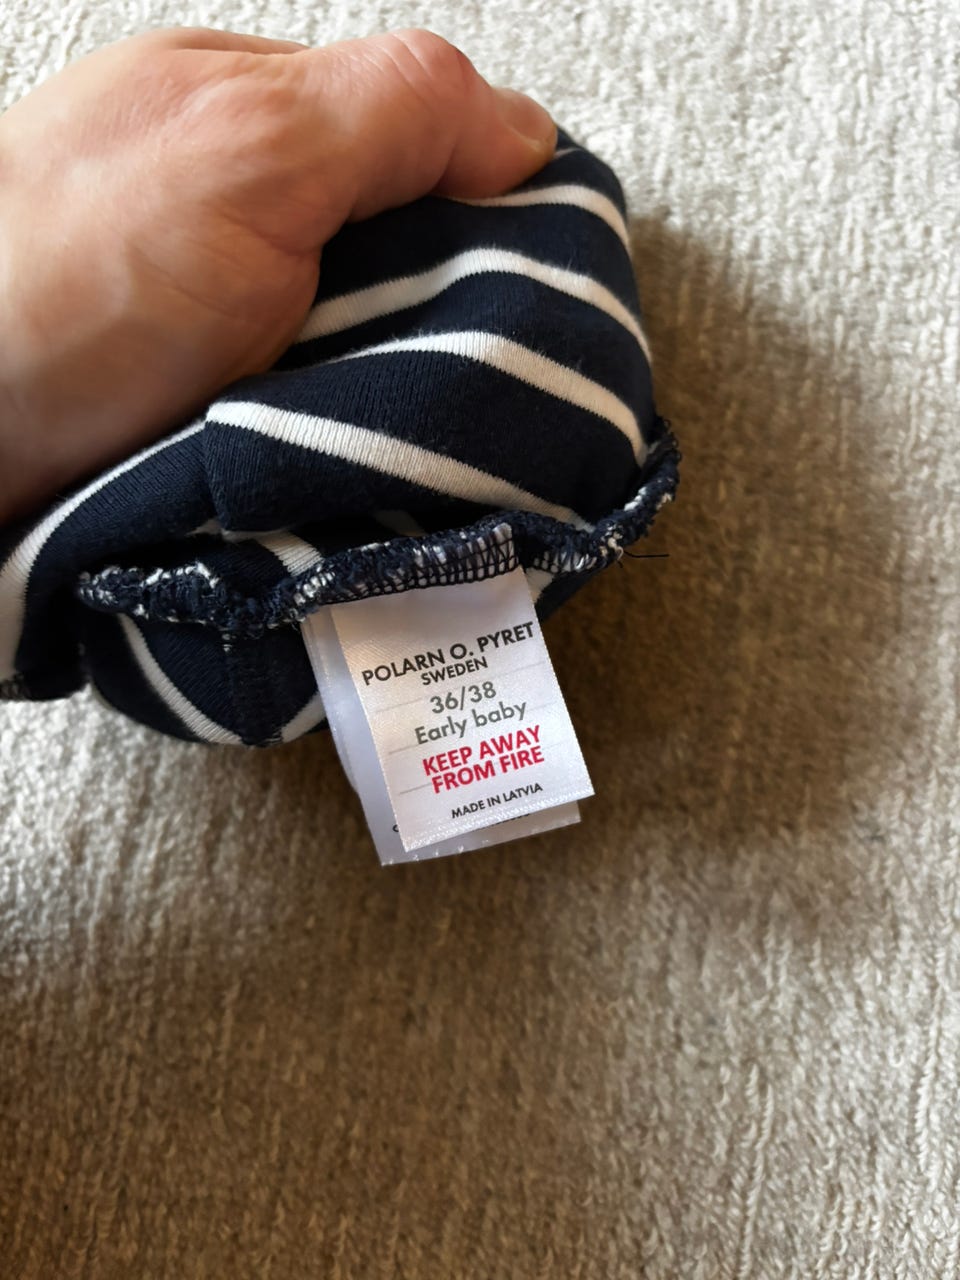 POLARN O. PYRET
SWEDEN
36/38
Early baby
KEEP AWAY
FROM FIRE
MADE IN LATVIA